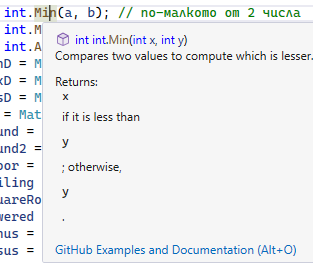 int.Min(a, b); // по-малкото от 2 числа
int.M
int int.Min(int x, int y)
int.A
Compares two values to compute which is lesser.
nD = M
xD = M
Returns:
sD = M
x
= Mat
if it is less than
und =
y
und2 =
oor =
; otherwise,
iling
y
uareRo
wered
.
nus =
sus =
GitHub Examples and Documentation (Alt+O)